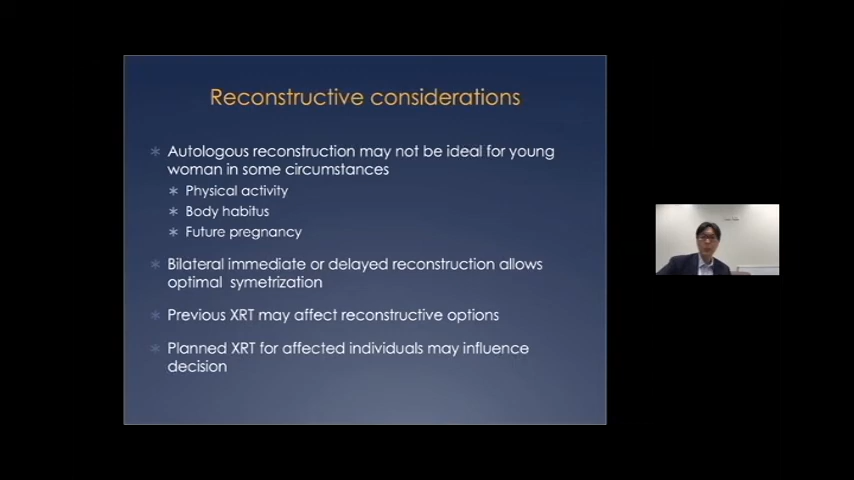 Reconstructive considerations
* Autologous reconstruction may not be ideal for young
woman in some circumstances
* Physical activity
* Body habitus
* Future pregnancy
* Bilateral immediate or delayed reconstruction allows
optimal symetrization
* Previous XRT may affect reconstructive options
* Planned XRT for affected individuals may influence
decision